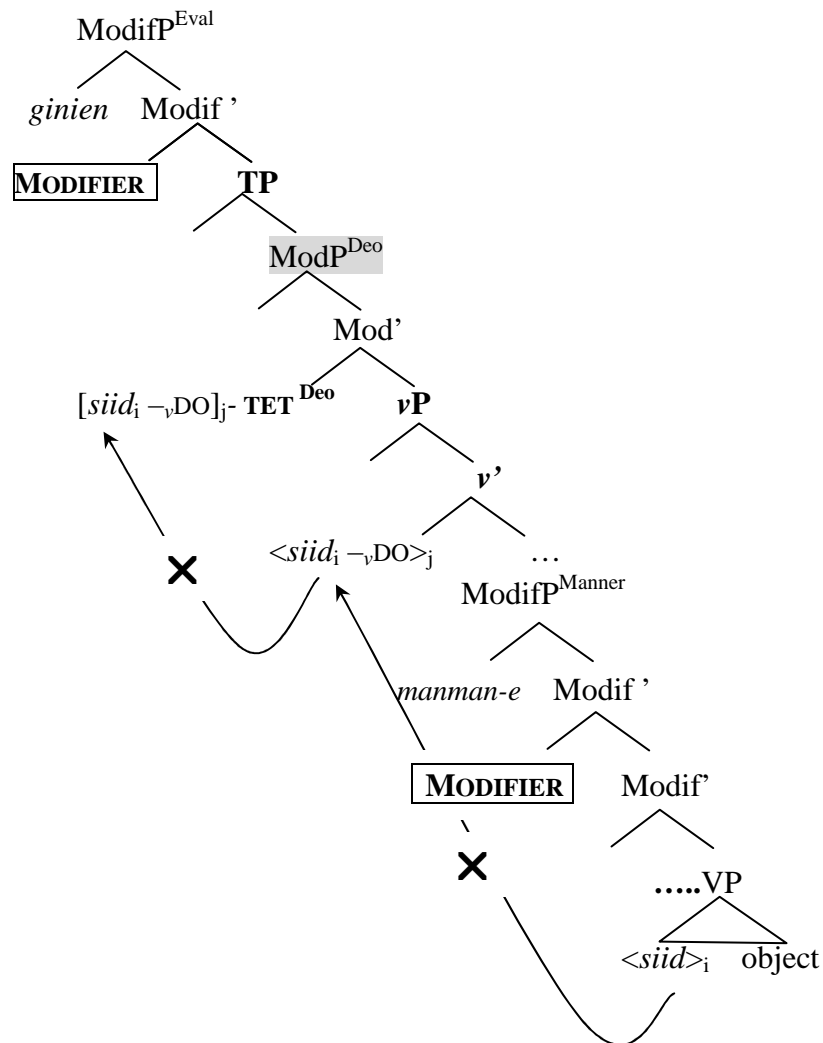 ModifP^Eval
ginien Modif ’
MODIFIER TP
ModP^Deo
Mod’
[siid_i –_vDO]_j- TET ^Deo vP
v’
<siid_i –_vDO>_j …
ModifP^Manner
manman-e Modif ’
MODIFIER Modif’
…..VP
<siid>_i object